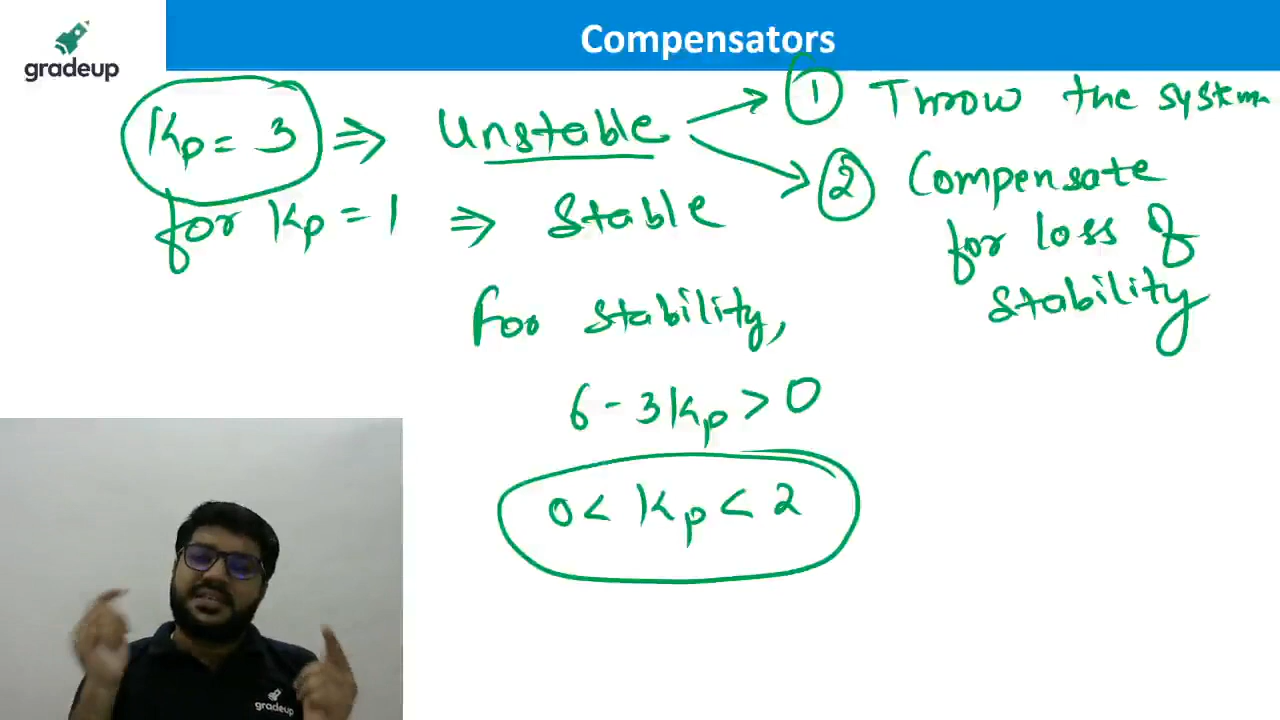 Compensators
gradeup
Kp = 3 ⇒ Unstable
① Throw the system
② Compensate
for loss of
stability
for Kp = 1 ⇒ Stable
For stability,
6 - 3Kp > 0
0 < Kp < 2
gradeup